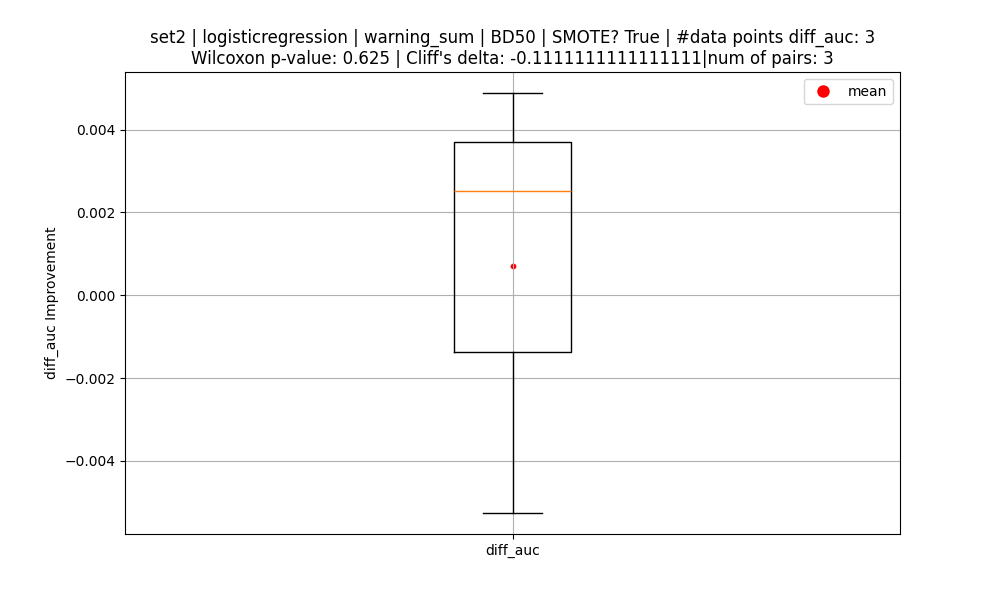 set2 | logisticregression | warning_sum | BD50 | SMOTE? True | #data points diff_auc: 3
Wilcoxon p-value: 0.625 | Cliff's delta: -0.1111111111111111|num of pairs: 3
mean
0.004
0.002
0.000
−0.002
−0.004
diff_auc Improvement
diff_auc